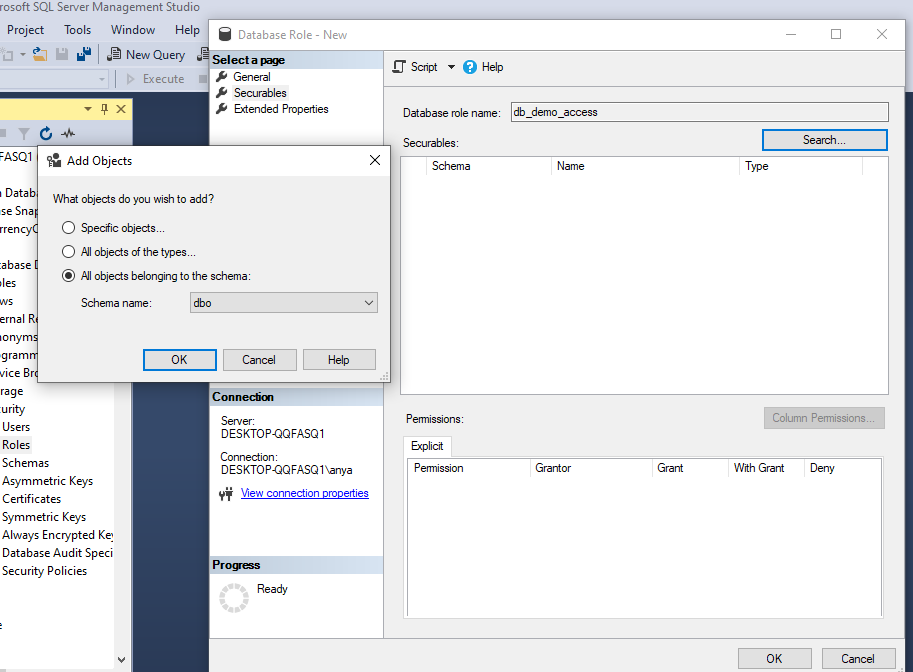 rosoft SQL Server Management Studio
Project Tools Window Help
New Query
Execute
Database Role - New
Select a page
General
Securables
Extended Properties
Script Help
Database role name: db_demo_access
Securables:
Search...
Schema Name Type
FASQ1
Add Objects
What objects do you wish to add?
Specific objects...
All objects of the types...
All objects belonging to the schema:
Schema name: dbo
OK Cancel Help
n Databa
se Snap
rrencyC
abase D
les
ws
ernal Re
nonyms
ogramm
vice Bro
rage
urity
Users
Roles
Schemas
Asymmetric Keys
Certificates
Symmetric Keys
Always Encrypted Key
Database Audit Speci
Security Policies
Connection
Server:
DESKTOP-QQFASQ1
Connection:
DESKTOP-QQFASQ1\anya
View connection properties
Progress
Ready
Permissions:
Column Permissions...
Explicit
Permission Grantor Grant With Grant Deny
OK Cancel